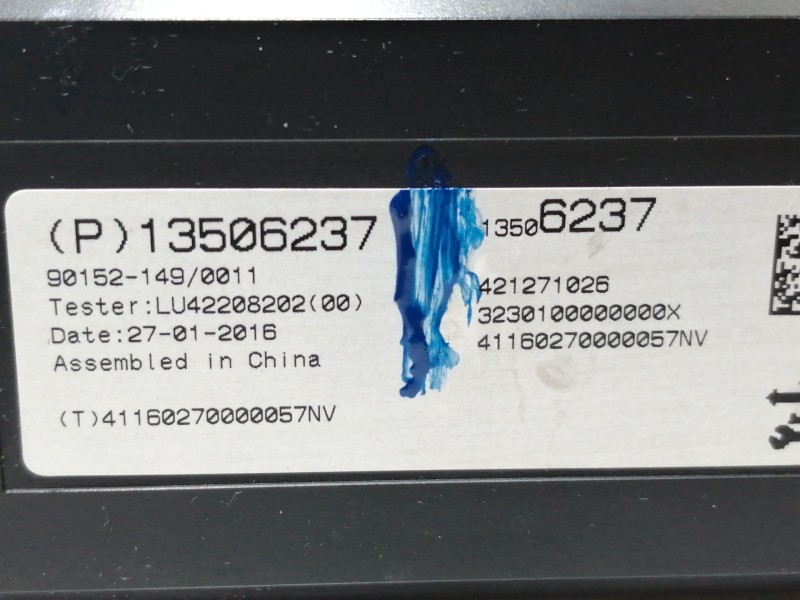 (P)13506237
90152-149/0011
Tester:LU42208202(00)
Date:27-01-2016
Assembled in China
(T)41160270000057NV
13506237
421271026
3230100000000X
41160270000057NV